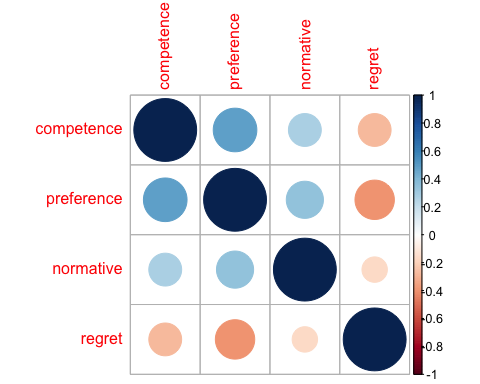 competence
preference
normative
regret
competence
preference
normative
regret
1
0.8
0.6
0.4
0.2
0
-0.2
-0.4
-0.6
-0.8
-1